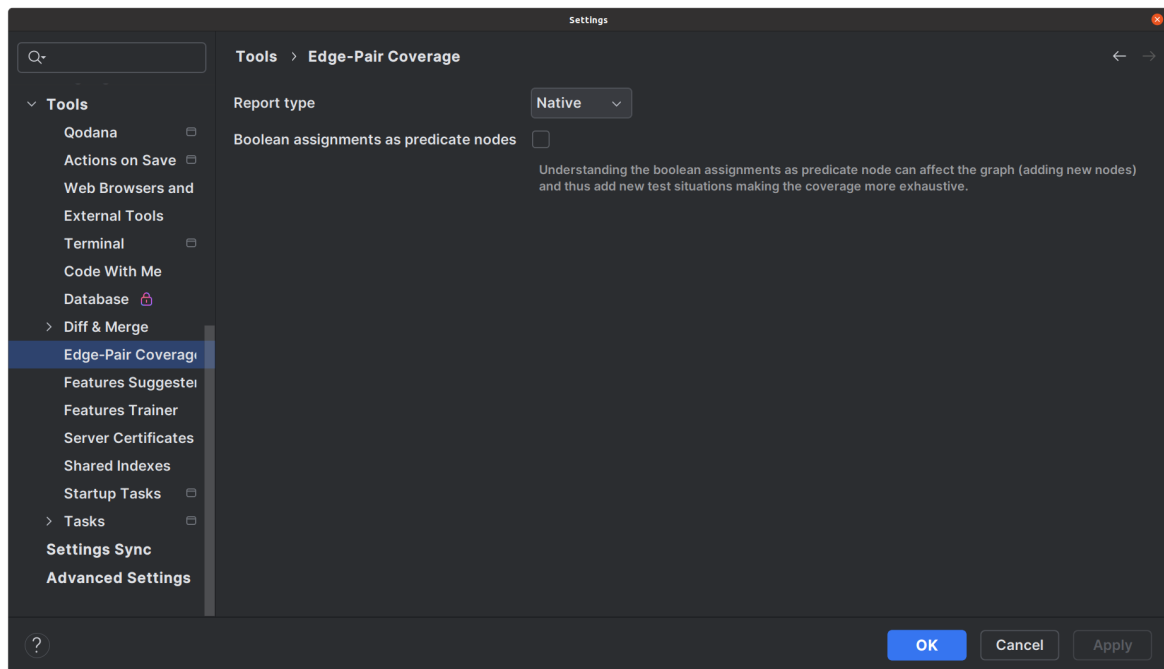 Settings
Tools › Edge-Pair Coverage
Tools
Qodana
Actions on Save
Web Browsers and
External Tools
Terminal
Code With Me
Database
Diff & Merge
Edge-Pair Coverage
Features Suggester
Features Trainer
Server Certificates
Shared Indexes
Startup Tasks
Tasks
Settings Sync
Advanced Settings
Report type Native
Boolean assignments as predicate nodes
Understanding the boolean assignments as predicate node can affect the graph (adding new nodes)
and thus add new test situations making the coverage more exhaustive.
?
OK Cancel Apply